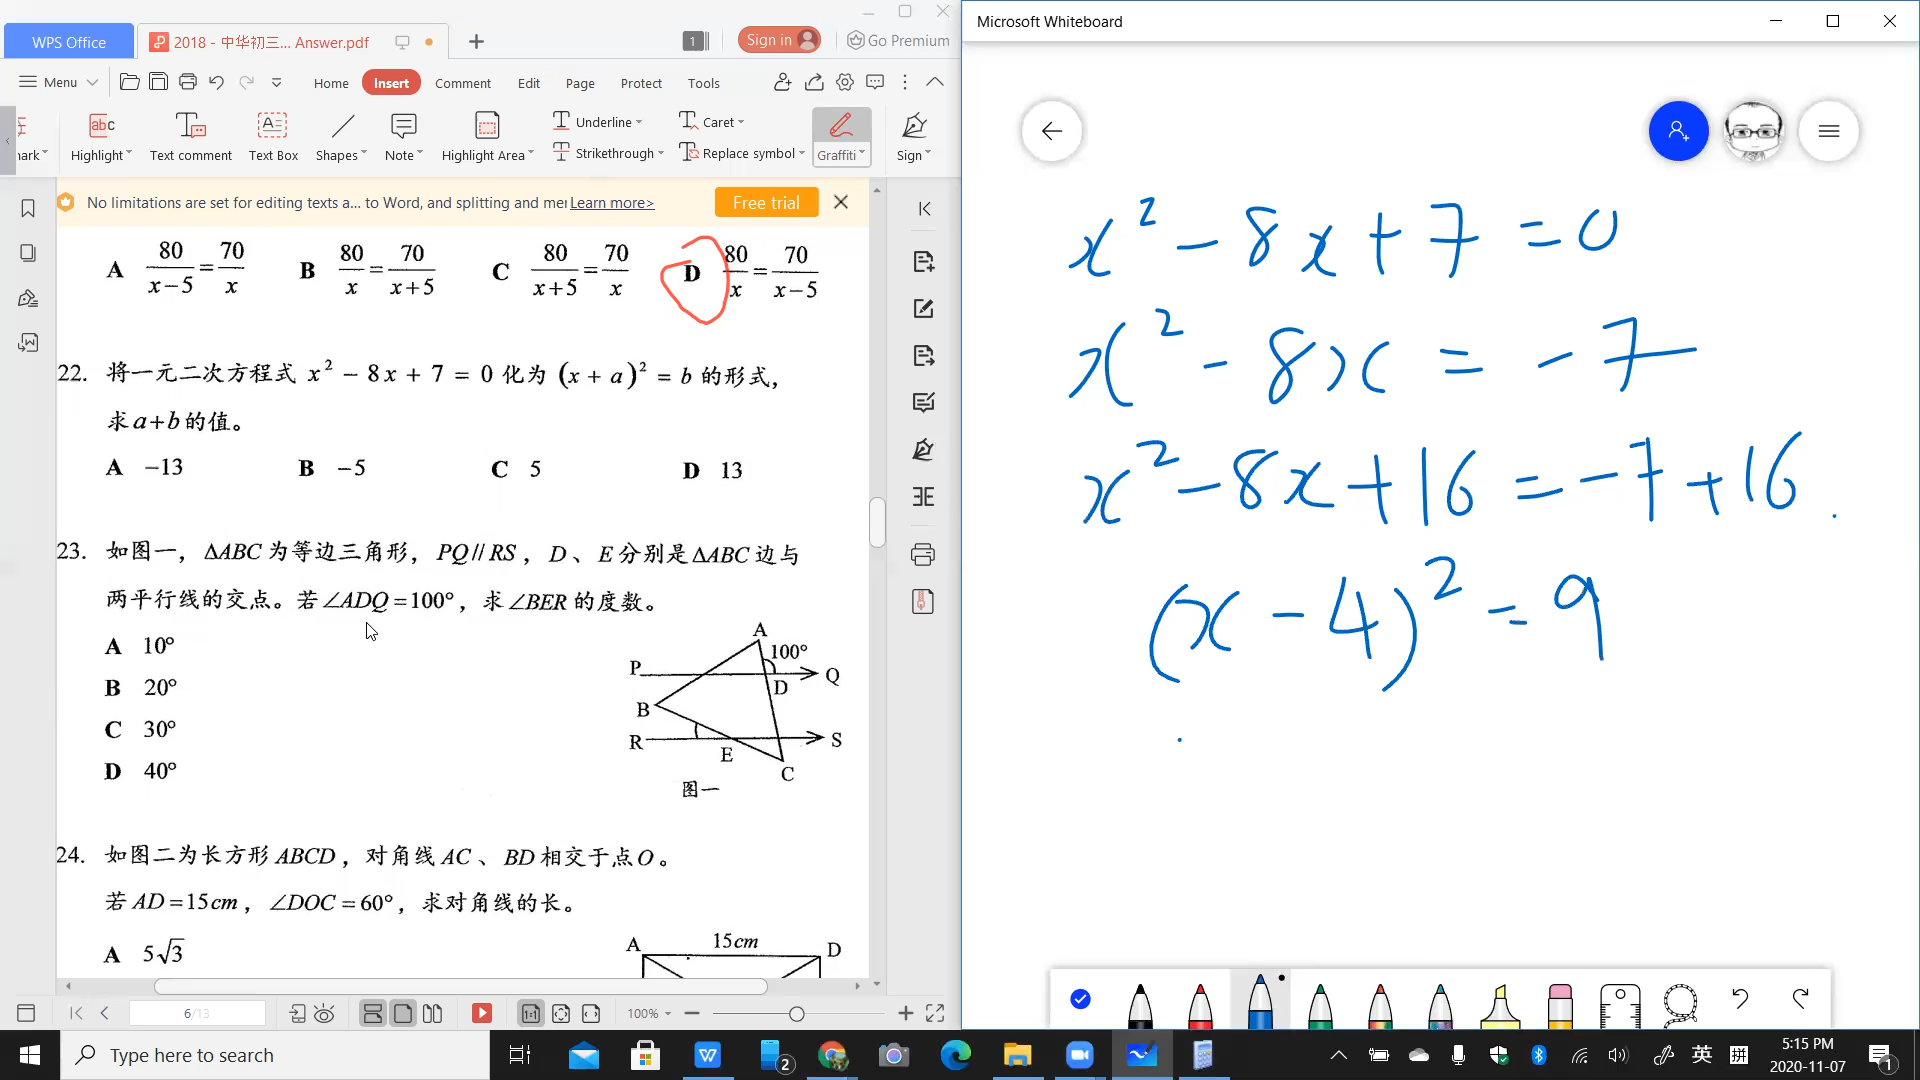 Microsoft Whiteboard
WPS Office
2018 - 中华初三... Answer.pdf
1
Sign in
Go Premium
Menu
Home
Insert
Comment
Edit
Page
Protect
Tools
Highlight
Text comment
Text Box
Shapes
Note
Highlight Area
Underline
Strikethrough
Caret
Replace symbol
Graffiti
Sign
No limitations are set for editing texts a... to Word, and splitting and mer Learn more>
Free trial
A 80/(x−5) = 70/x B 80/x = 70/(x+5) C 80/(x+5) = 70/x D 80/x = 70/(x−5)
22. 将一元二次方程式 x² − 8x + 7 = 0 化为 (x + a)² = b 的形式，
求 a+b 的值。
A −13 B −5 C 5 D 13
23. 如图一，ΔABC 为等边三角形，PQ // RS，D、E 分别是 ΔABC 边与
两平行线的交点。若 ∠ADQ = 100°，求 ∠BER 的度数。
A 10°
B 20°
C 30°
D 40°
A
100°
P
Q
D
B
R
S
E
C
图一
24. 如图二为长方形 ABCD，对角线 AC、BD 相交于点 O。
若 AD = 15cm，∠DOC = 60°，求对角线的长。
A 5√3
A 15cm D
6/13
100%
x² − 8x + 7 = 0
x² − 8x = −7
x² − 8x + 16 = −7 + 16
(x − 4)² = 9
Type here to search
2
英
拼
5:15 PM
2020-11-07
1